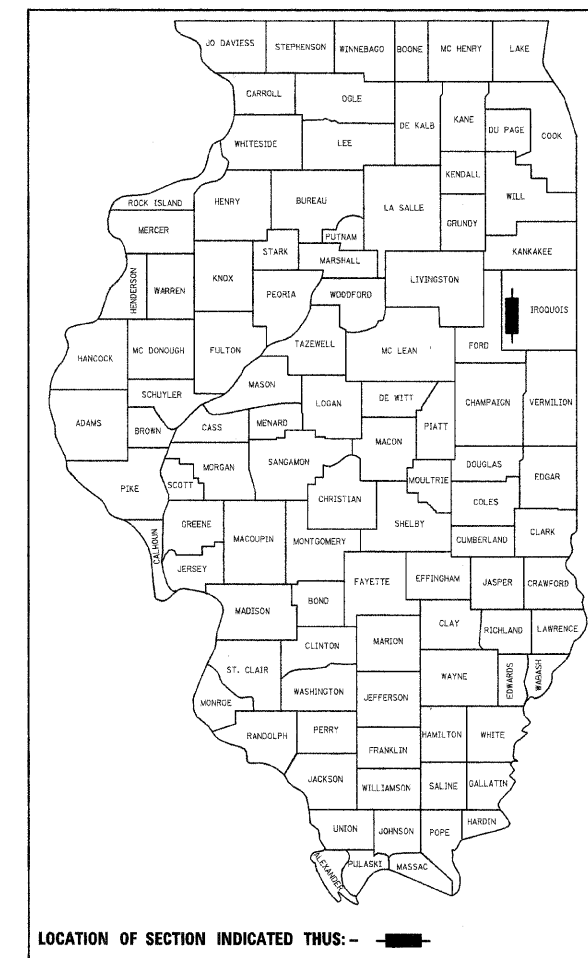 JO DAVIESS STEPHENSON WINNEBAGO BOONE MC HENRY LAKE
CARROLL OGLE DE KALB KANE DU PAGE COOK
WHITESIDE LEE KENDALL WILL
ROCK ISLAND HENRY BUREAU LA SALLE GRUNDY
MERCER PUTNAM KANKAKEE
STARK MARSHALL LIVINGSTON
HENDERSON WARREN KNOX PEORIA WOODFORD IROQUOIS
HANCOCK MC DONOUGH FULTON TAZEWELL MC LEAN FORD
SCHUYLER MASON LOGAN DE WITT CHAMPAIGN VERMILION
ADAMS BROWN CASS MENARD MACON PIATT
PIKE SCOTT MORGAN SANGAMON CHRISTIAN MOULTRIE DOUGLAS EDGAR
COLES
CALHOUN GREENE MACOUPIN MONTGOMERY SHELBY CUMBERLAND CLARK
JERSEY FAYETTE EFFINGHAM JASPER CRAWFORD
MADISON BOND CLAY RICHLAND LAWRENCE
CLINTON MARION
ST. CLAIR WASHINGTON JEFFERSON WAYNE EDWARDS WABASH
MONROE
RANDOLPH PERRY HAMILTON WHITE
FRANKLIN
JACKSON WILLIAMSON SALINE GALLATIN
UNION JOHNSON POPE HARDIN
ALEXANDER PULASKI MASSAC
LOCATION OF SECTION INDICATED THUS: -